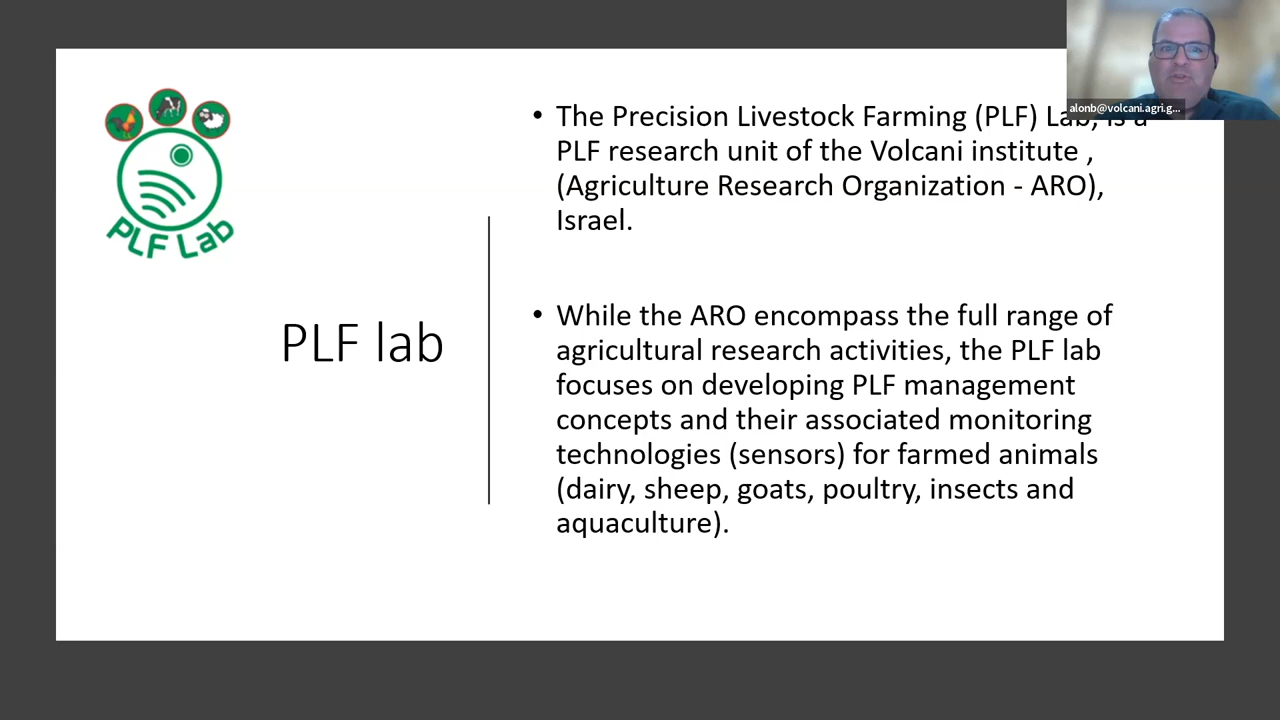 alonb@volcani.agri.g...
PLF Lab
PLF lab
• The Precision Livestock Farming (PLF) Lab, is a
PLF research unit of the Volcani institute ,
(Agriculture Research Organization - ARO),
Israel.
• While the ARO encompass the full range of
agricultural research activities, the PLF lab
focuses on developing PLF management
concepts and their associated monitoring
technologies (sensors) for farmed animals
(dairy, sheep, goats, poultry, insects and
aquaculture).